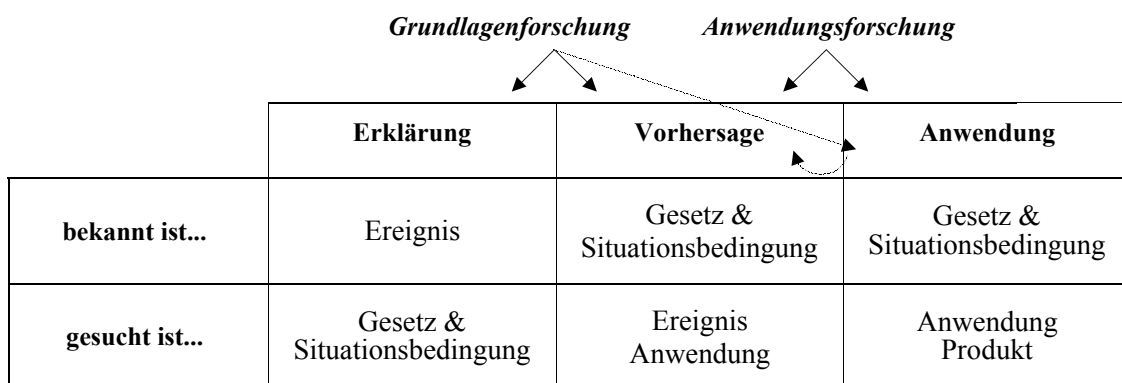 Grundlagenforschung Anwendungsforschung
Erklärung Vorhersage Anwendung
bekannt ist... Ereignis Gesetz & Situationsbedingung Gesetz & Situationsbedingung
gesucht ist... Gesetz & Situationsbedingung Ereignis Anwendung Anwendung Produkt